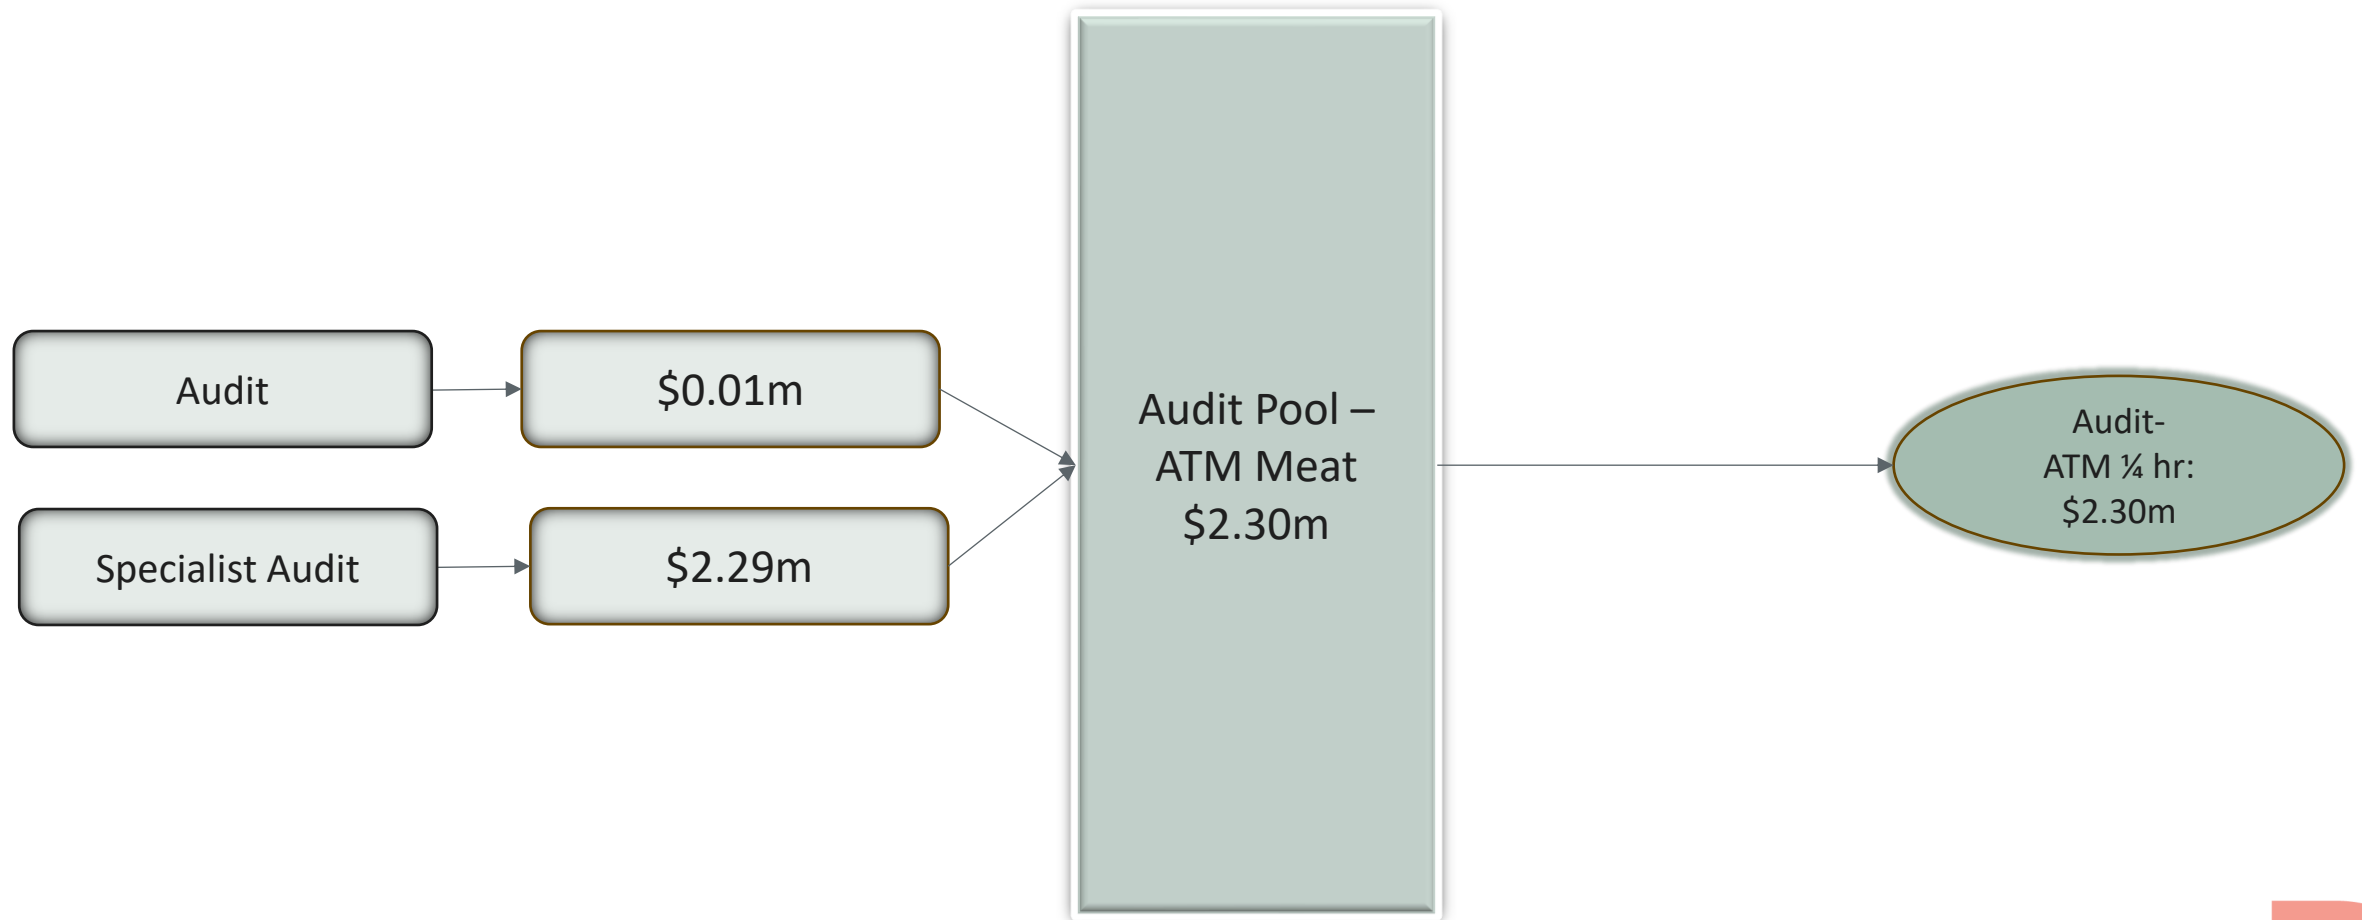 Audit
$0.01m
Specialist Audit
$2.29m
Audit Pool –
ATM Meat
$2.30m
Audit-
ATM ¼ hr:
$2.30m